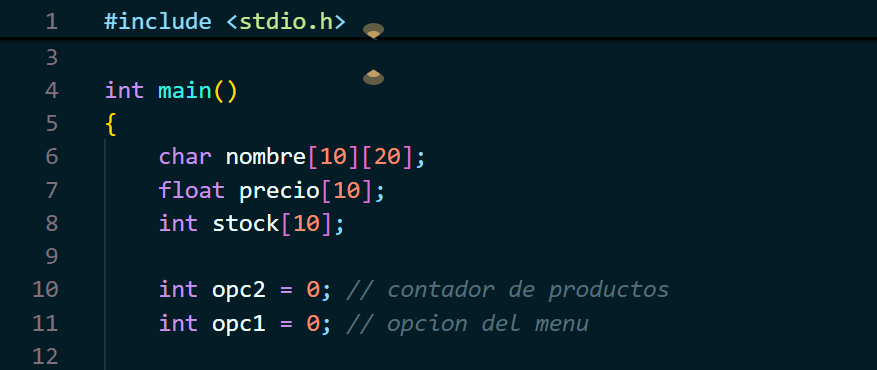 1 #include <stdio.h>
3
4 int main()
5 {
6 char nombre[10][20];
7 float precio[10];
8 int stock[10];
9
10 int opc2 = 0; // contador de productos
11 int opc1 = 0; // opcion del menu
12